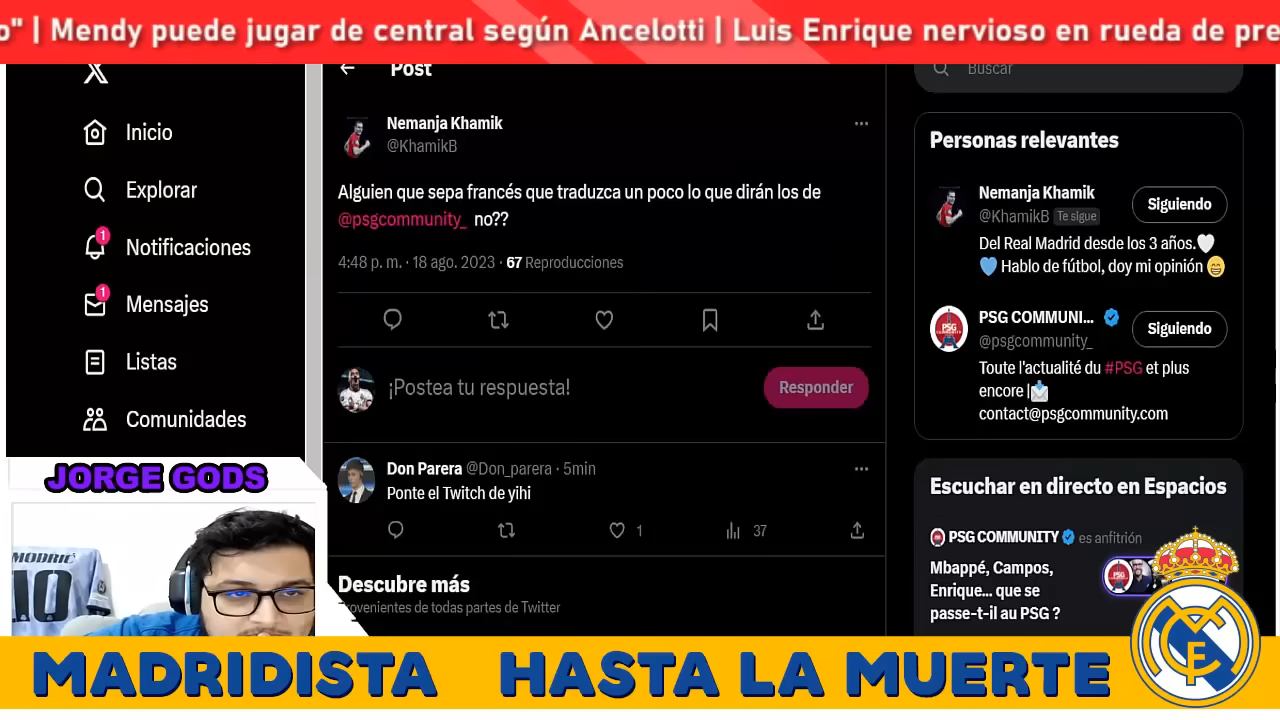 o" | Mendy puede jugar de central según Ancelotti | Luis Enrique nervioso en rueda de pre
Inicio
Explorar
1
Notificaciones
1
Mensajes
Listas
Comunidades
Post
Nemanja Khamik
@KhamikB
Alguien que sepa francés que traduzca un poco lo que dirán los de
@psgcommunity_ no??
4:48 p. m. · 18 ago. 2023 · 67 Reproducciones
¡Postea tu respuesta!
Responder
Don Parera @Don_parera · 5min
Ponte el Twitch de yihi
1
37
Descubre más
Provenientes de todas partes de Twitter
Buscar
Personas relevantes
Nemanja Khamik
@KhamikB Te sigue
Siguiendo
Del Real Madrid desde los 3 años.🤍
💙 Hablo de fútbol, doy mi opinión 😁
PSG COMMUNI...
@psgcommunity_
Siguiendo
Toute l'actualité du #PSG et plus
encore |📩
contact@psgcommunity.com
Escuchar en directo en Espacios
PSG COMMUNITY es anfitrión
Mbappé, Campos,
Enrique... que se
passe-t-il au PSG ?
JORGE GODS
MODRIĆ
10
MADRIDISTA HASTA LA MUERTE